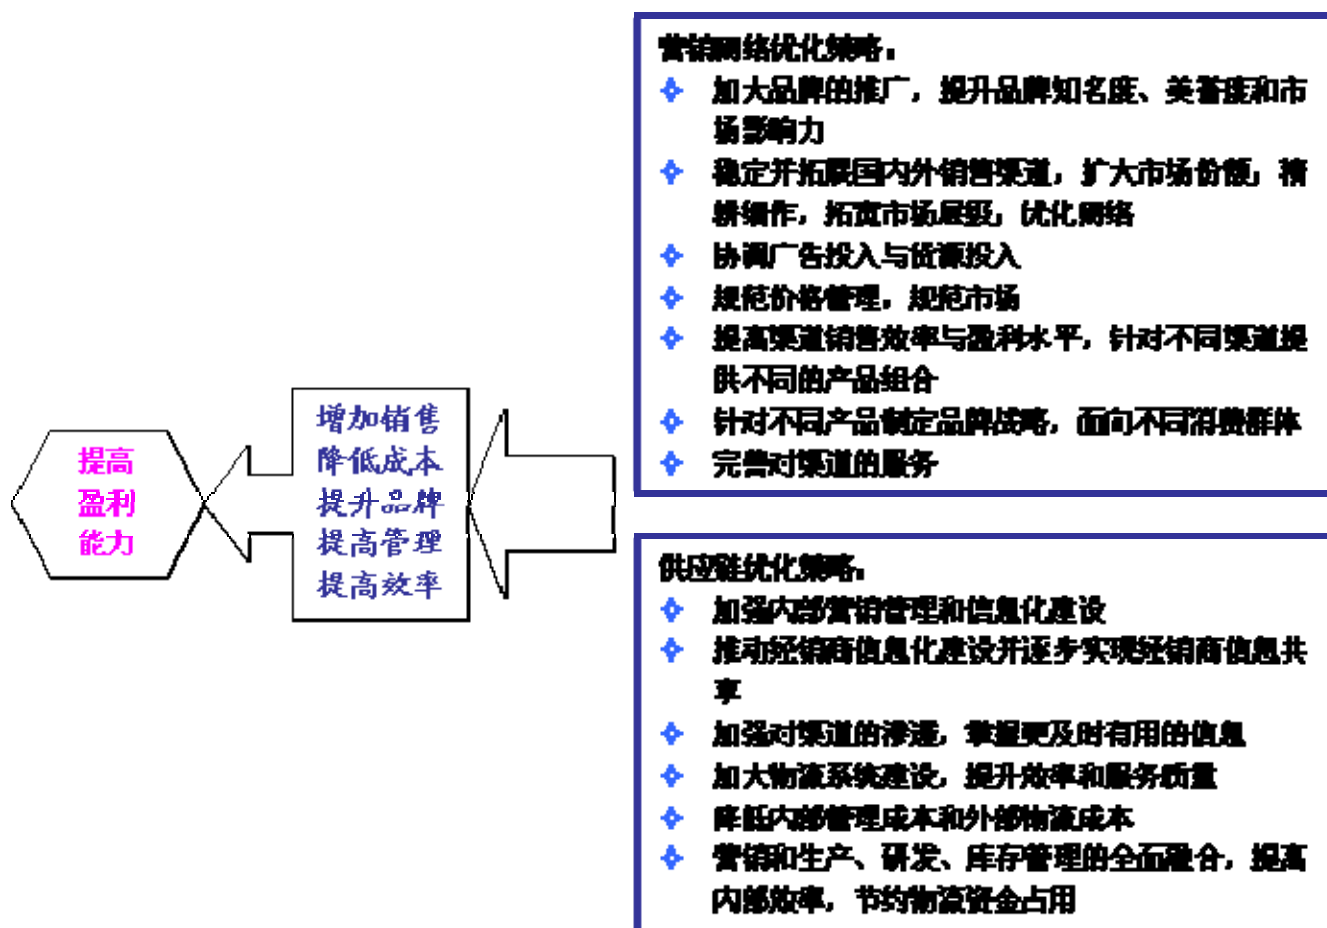 提高
盈利
能力
增加销售
降低成本
提升品牌
提高管理
提高效率
营销网络优化策略：
加大品牌的推广，提升品牌知名度、美誉度和市
场影响力
稳定并拓展国内外销售渠道，扩大市场份额；精
耕细作，拓宽市场层级；优化网络
协调广告投入与货源投入
规范价格管理，规范市场
提高渠道销售效率与盈利水平，针对不同渠道提
供不同的产品组合
针对不同产品制定品牌战略，面向不同消费群体
完善对渠道的服务
供应链优化策略：
加强内部营销管理和信息化建设
推动经销商信息化建设并逐步实现经销商信息共
享
加强对渠道的渗透，掌握更及时有用的信息
加大物流系统建设，提升效率和服务质量
降低内部管理成本和外部物流成本
营销和生产、研发、库存管理的全面融合，提高
内部效率，节约物流资金占用